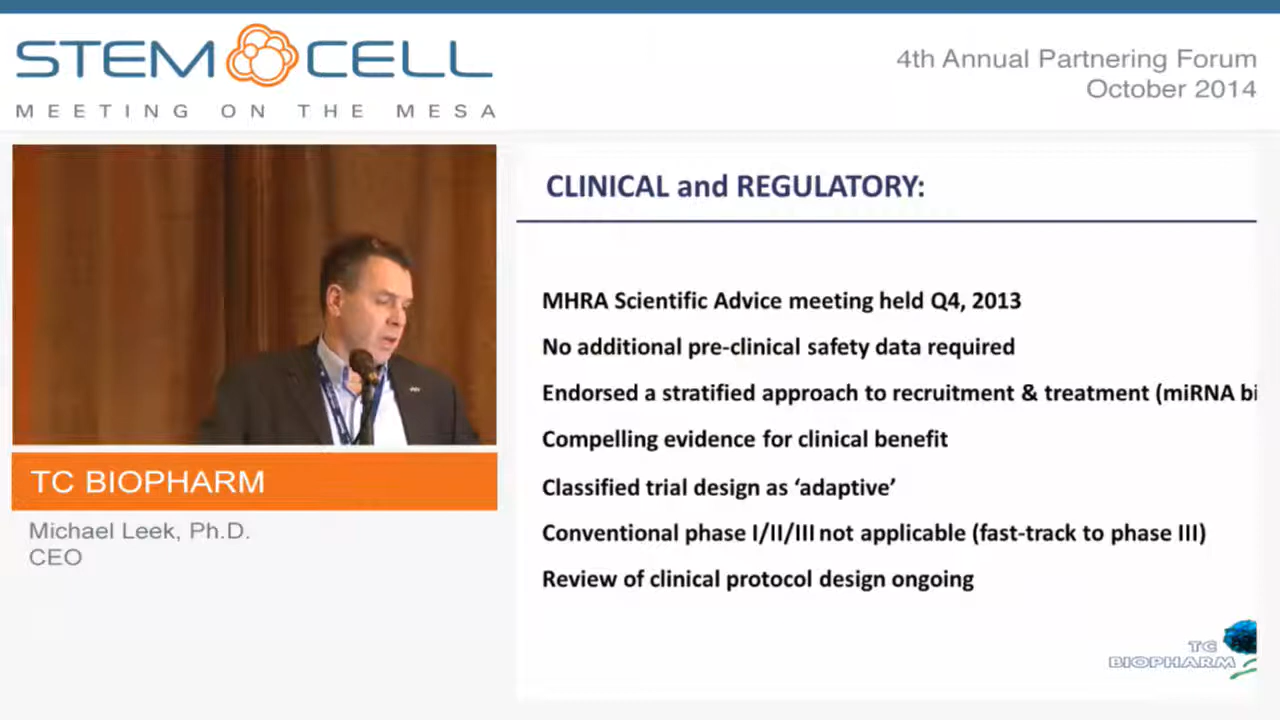 STEM CELL
MEETING ON THE MESA
4th Annual Partnering Forum
October 2014
TC BIOPHARM
Michael Leek, Ph.D.
CEO
CLINICAL and REGULATORY:
MHRA Scientific Advice meeting held Q4, 2013
No additional pre-clinical safety data required
Endorsed a stratified approach to recruitment & treatment (miRNA bi
Compelling evidence for clinical benefit
Classified trial design as ‘adaptive’
Conventional phase I/II/III not applicable (fast-track to phase III)
Review of clinical protocol design ongoing
TC
BIOPHARM